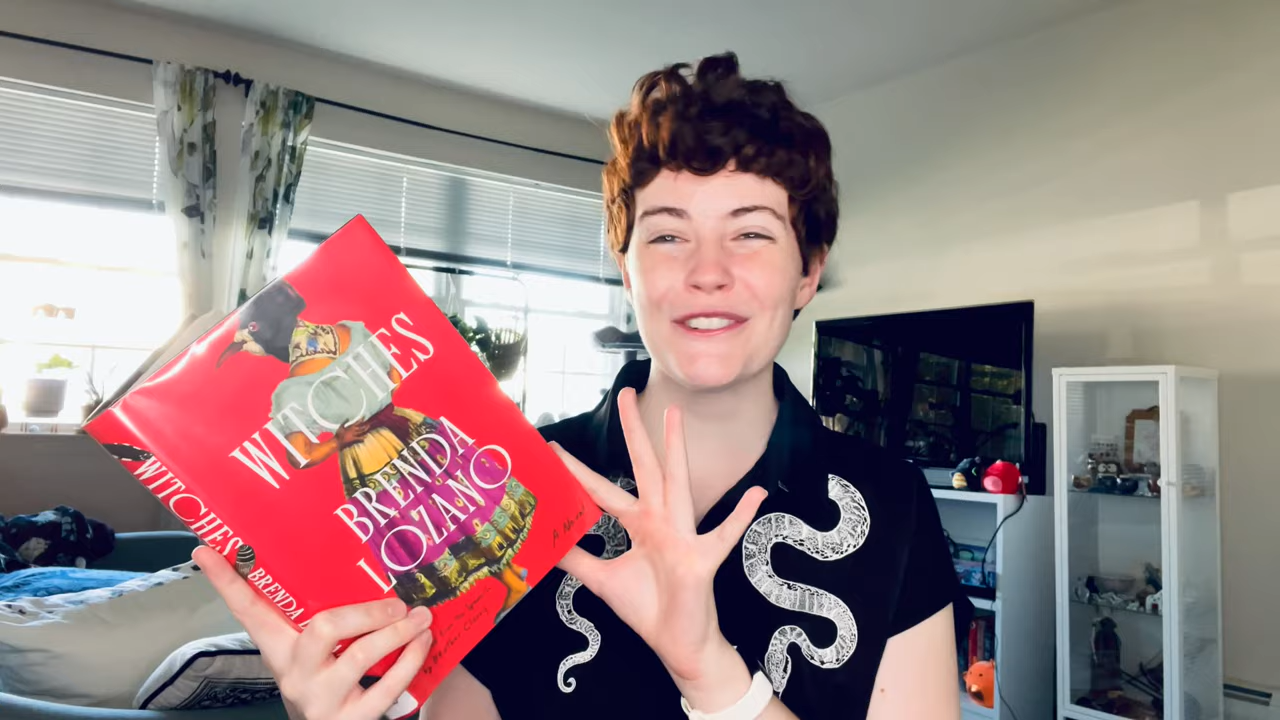 WITCHES
BRENDA
LOZANO
A Novel
WITCHES
BRENDA